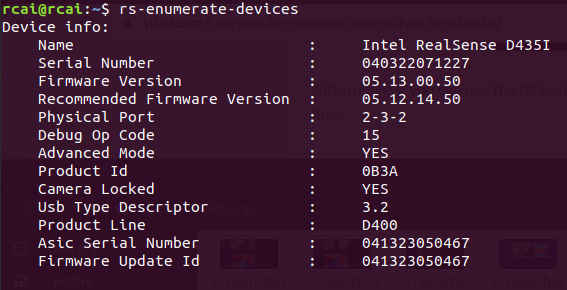 rcai@rcai:~$ rs-enumerate-devices
Device info:
Name : Intel RealSense D435I
Serial Number : 040322071227
Firmware Version : 05.13.00.50
Recommended Firmware Version : 05.12.14.50
Physical Port : 2-3-2
Debug Op Code : 15
Advanced Mode : YES
Product Id : 0B3A
Camera Locked : YES
Usb Type Descriptor : 3.2
Product Line : D400
Asic Serial Number : 041323050467
Firmware Update Id : 041323050467